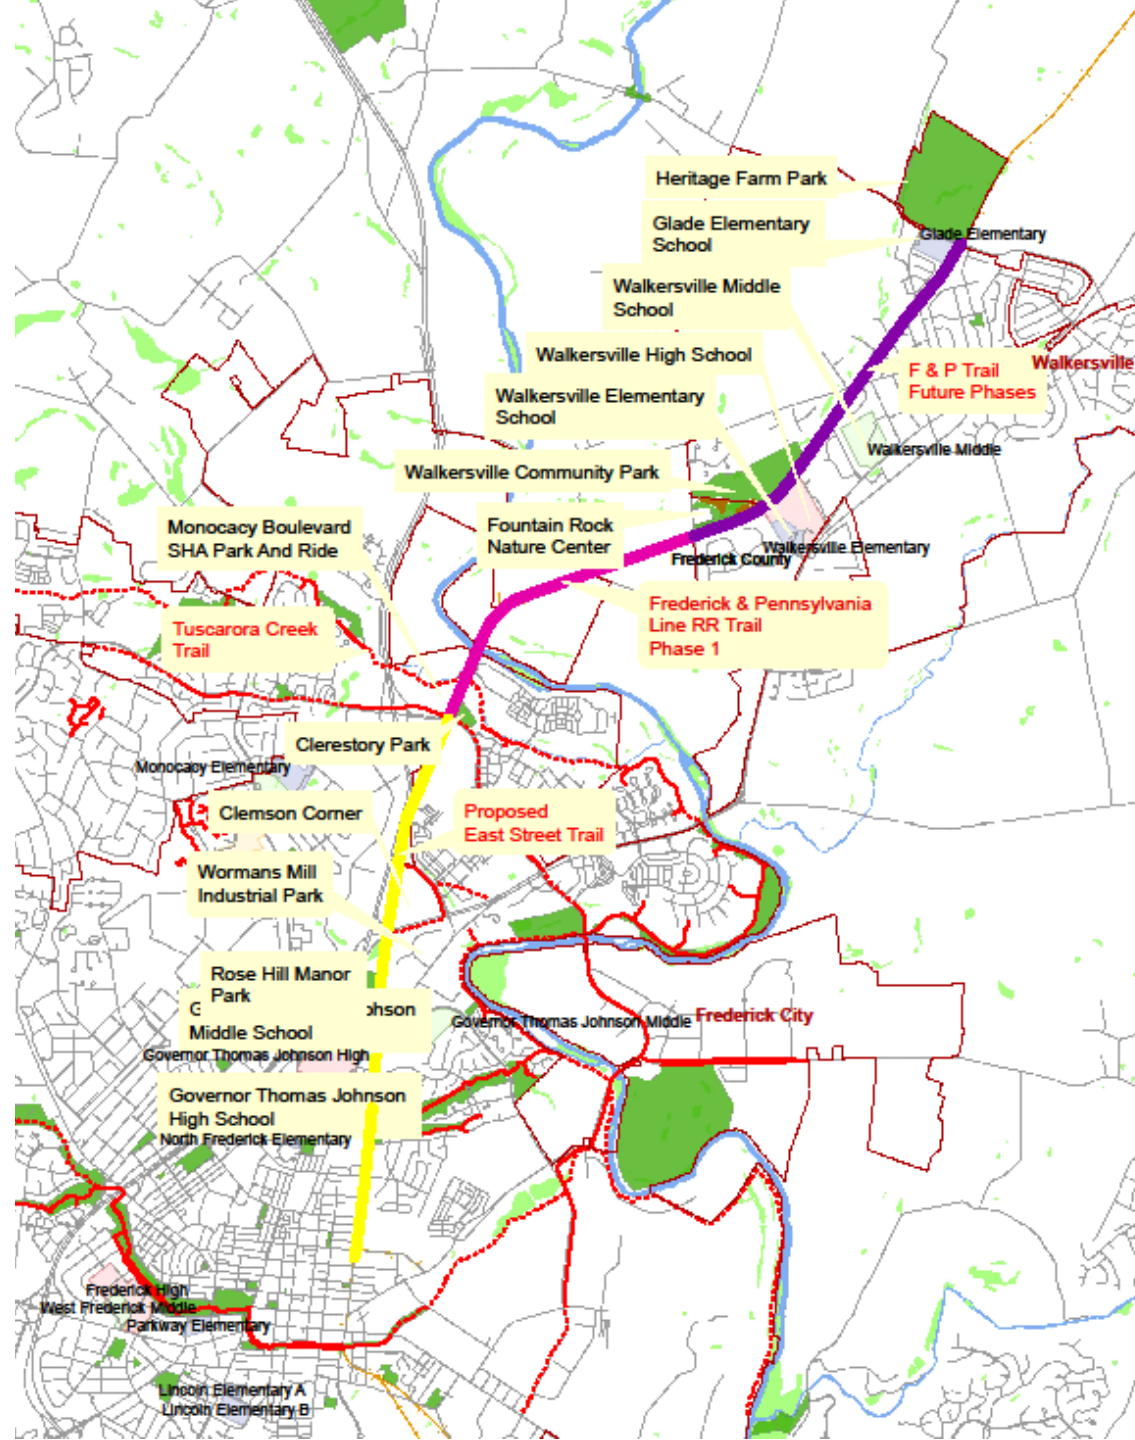 Heritage Farm Park
Glade Elementary
School
Glade Elementary
Walkersville Middle
School
Walkersville High School
Walkersville
F & P Trail
Future Phases
Walkersville Elementary
School
Walkersville Middle
Walkersville Community Park
Monocacy Boulevard
SHA Park And Ride
Fountain Rock
Nature Center
Walkersville Elementary
Frederick County
Frederick & Pennsylvania
Line RR Trail
Phase 1
Tuscarora Creek
Trail
Clerestory Park
Monocacy Elementary
Clemson Corner
Proposed
East Street Trail
Wormans Mill
Industrial Park
Rose Hill Manor
Park
G
ohnson
Middle School
Governor Thomas Johnson Middle
Frederick City
Governor Thomas Johnson High
Governor Thomas Johnson
High School
North Frederick Elementary
Frederick High
West Frederick Middle
Parkway Elementary
Lincoln Elementary A
Lincoln Elementary B